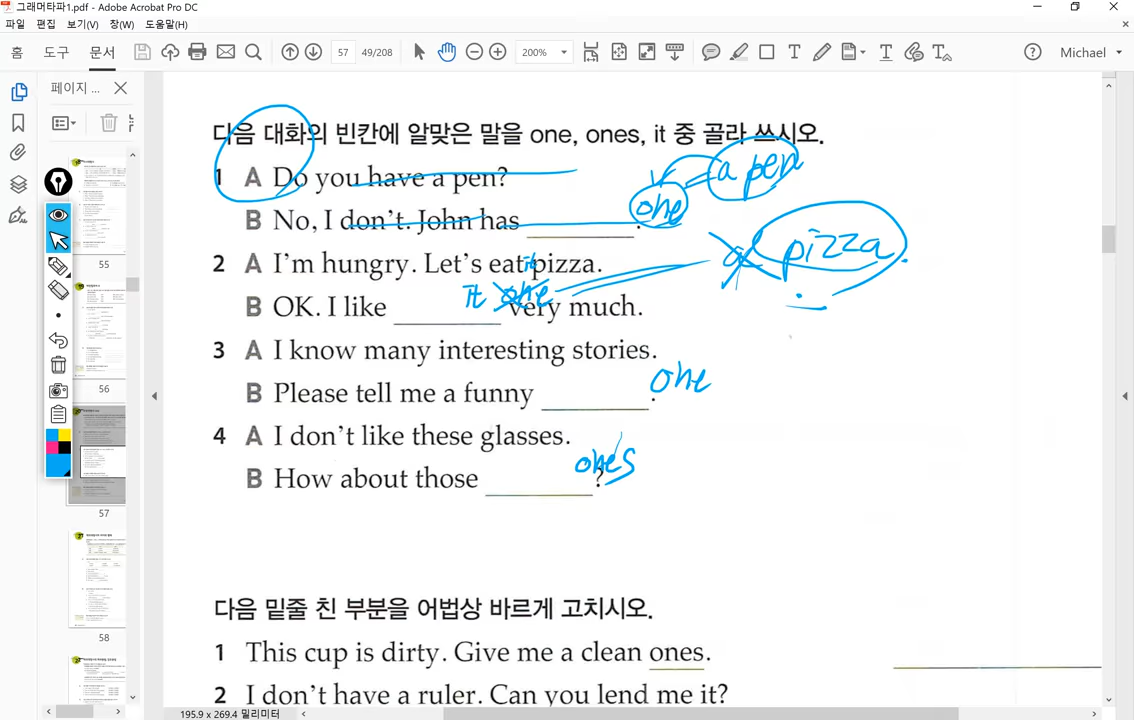 그래머타파1.pdf - Adobe Acrobat Pro DC
파일 편집 보기(V) 창(W) 도움말(H)
홈 도구 문서 57 49/208 200% Michael
페이지 ...
다음 대화의 빈칸에 알맞은 말을 one, ones, it 중 골라 쓰시오.
1 A Do you have a pen?
a pen
B No, I don't. John has ________.
one
2 A I'm hungry. Let's eat pizza.
it
a pizza.
B OK. I like ________ very much.
it one
3 A I know many interesting stories.
B Please tell me a funny ________.
one
4 A I don't like these glasses.
B How about those ________?
ones
다음 밑줄 친 부분을 어법상 바르게 고치시오.
1 This cup is dirty. Give me a clean ones.
2 I don't have a ruler. Can you lend me it?
55
56
57
58
195.9 x 269.4 밀리미터